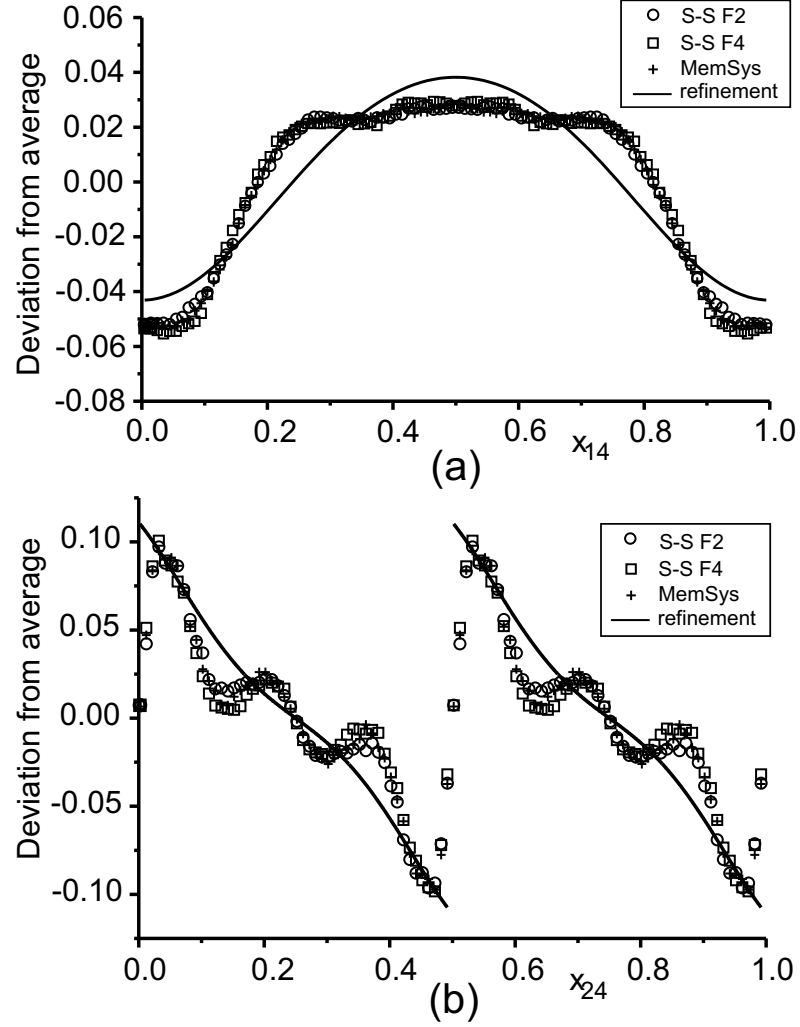 0.06
0.04
0.02
0.00
-0.02
-0.04
-0.06
-0.08
Deviation from average
S-S F2
S-S F4
MemSys
refinement
0.0 0.2 0.4 0.6 0.8 1.0
x14
(a)
0.10
0.05
0.00
-0.05
-0.10
Deviation from average
S-S F2
S-S F4
MemSys
refinement
0.0 0.2 0.4 0.6 0.8 1.0
x24
(b)